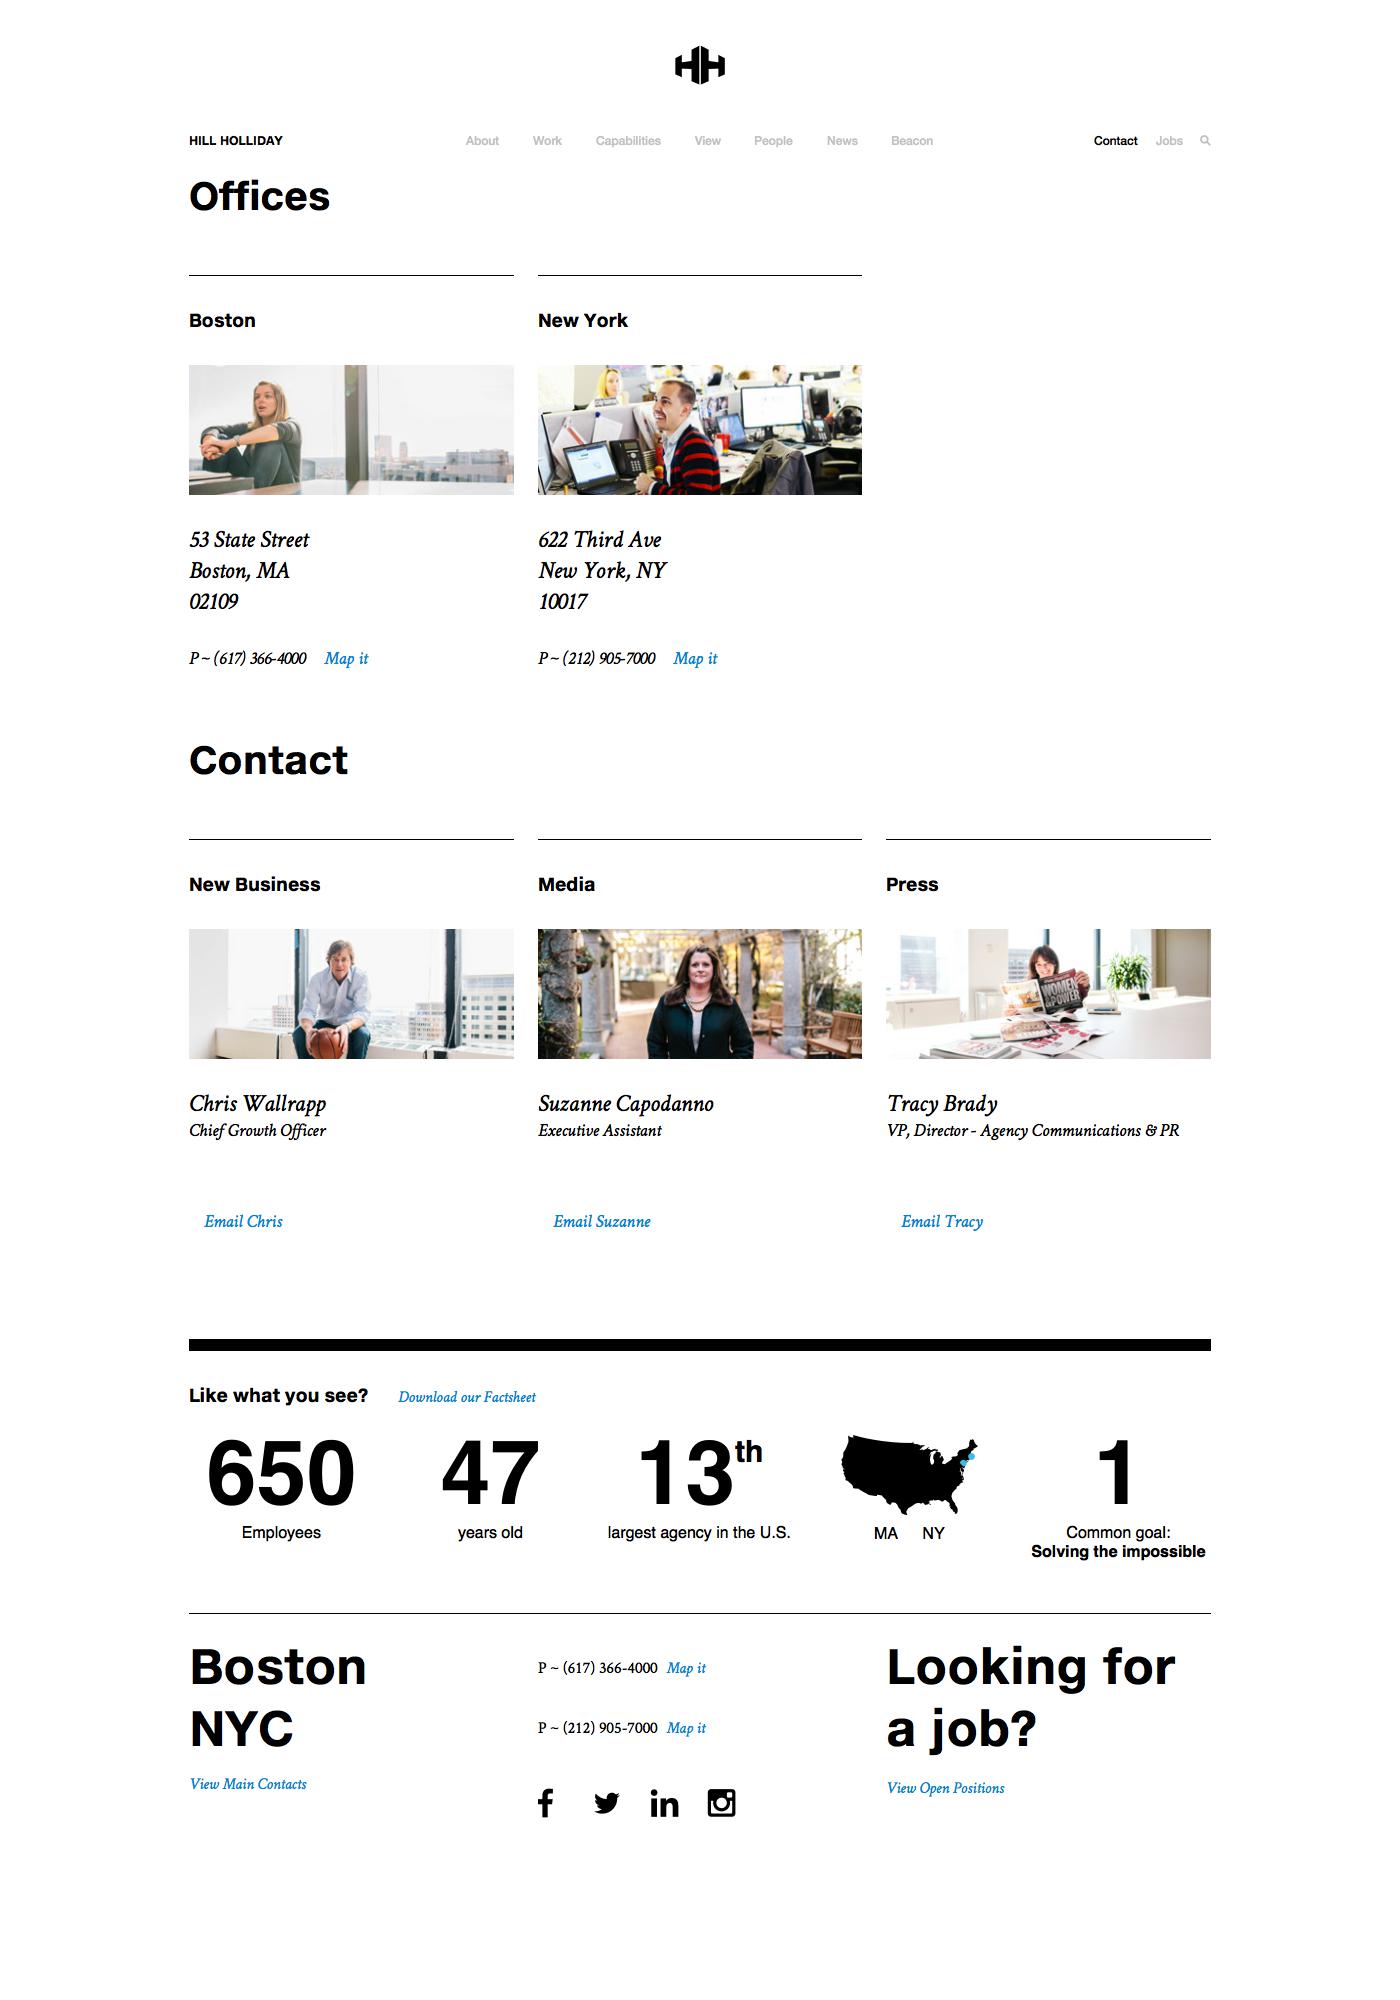 HILL HOLLIDAY
About Work Capabilities View People News Beacon
Contact Jobs
Offices
Boston
New York
53 State Street
Boston, MA
02109
P ~ (617) 366-4000 Map it
622 Third Ave
New York, NY
10017
P ~ (212) 905-7000 Map it
Contact
New Business
Media
Press
WOMEN
POWER
Chris Wallrapp
Chief Growth Officer
Email Chris
Suzanne Capodanno
Executive Assistant
Email Suzanne
Tracy Brady
VP, Director - Agency Communications & PR
Email Tracy
Like what you see? Download our Factsheet
650
Employees
47
years old
13th
largest agency in the U.S.
MA NY
1
Common goal:
Solving the impossible
Boston
NYC
View Main Contacts
P ~ (617) 366-4000 Map it
P ~ (212) 905-7000 Map it
Looking for
a job?
View Open Positions